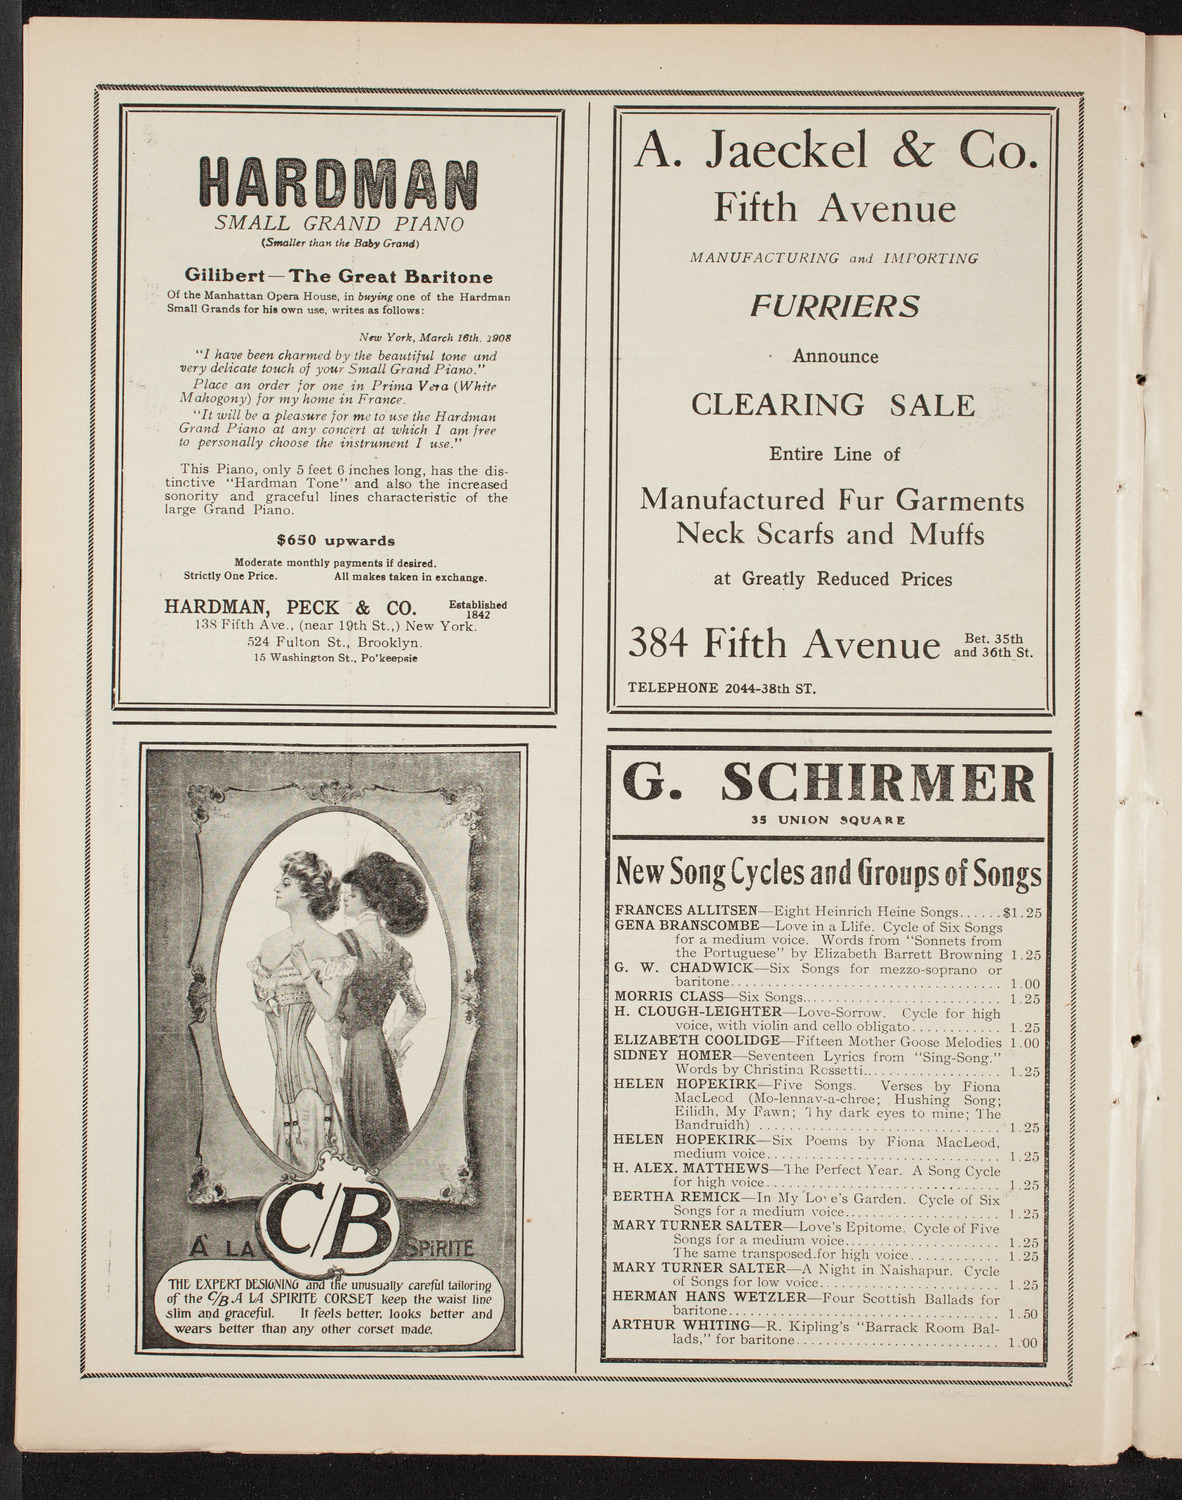 HARDMAN
SMALL GRAND PIANO
(Smaller than the Baby Grand)
Gilibert—The Great Baritone
Of the Manhattan Opera House, in buying one of the Hardman
Small Grands for his own use, writes as follows:
New York, March 16th, 1908
"I have been charmed by the beautiful tone and
very delicate touch of your Small Grand Piano."
Place an order for one in Prima Vera (White
Mahogony) for my home in France.
"It will be a pleasure for me to use the Hardman
Grand Piano at any concert at which I am free
to personally choose the instrument I use."
This Piano, only 5 feet 6 inches long, has the dis-
tinctive "Hardman Tone" and also the increased
sonority and graceful lines characteristic of the
large Grand Piano.
$650 upwards
Moderate monthly payments if desired.
Strictly One Price. All makes taken in exchange.
HARDMAN, PECK & CO. Established
1842
138 Fifth Ave., (near 19th St.,) New York.
524 Fulton St., Brooklyn.
15 Washington St., Po'keepsie
A. Jaeckel & Co.
Fifth Avenue
MANUFACTURING and IMPORTING
FURRIERS
Announce
CLEARING SALE
Entire Line of
Manufactured Fur Garments
Neck Scarfs and Muffs
at Greatly Reduced Prices
384 Fifth Avenue Bet. 35th
and 36th St.
TELEPHONE 2044-38th ST.
C/B
À LA SPIRITE
THE EXPERT DESIGNING and the unusually careful tailoring
of the C/B A LA SPIRITE CORSET keep the waist line
slim and graceful. It feels better, looks better and
wears better than any other corset made.
G. SCHIRMER
35 UNION SQUARE
New Song Cycles and Groups of Songs
FRANCES ALLITSEN—Eight Heinrich Heine Songs......$1.25
GENA BRANSCOMBE—Love in a Llife. Cycle of Six Songs
for a medium voice. Words from "Sonnets from
the Portuguese" by Elizabeth Barrett Browning 1.25
G. W. CHADWICK—Six Songs for mezzo-soprano or
baritone.................................. 1.00
MORRIS CLASS—Six Songs......................... 1.25
H. CLOUGH-LEIGHTER—Love-Sorrow. Cycle for high
voice, with violin and cello obligato............ 1.25
ELIZABETH COOLIDGE—Fifteen Mother Goose Melodies 1.00
SIDNEY HOMER—Seventeen Lyrics from "Sing-Song."
Words by Christina Rossetti.................. 1.25
HELEN HOPEKIRK—Five Songs. Verses by Fiona
MacLeod (Mo-lennav-a-chree; Hushing Song;
Eilidh, My Fawn; Thy dark eyes to mine; The
Bandruidh) ............................... 1.25
HELEN HOPEKIRK—Six Poems by Fiona MacLeod,
medium voice.............................. 1.25
H. ALEX. MATTHEWS—The Perfect Year. A Song Cycle
for high voice.............................. 1.25
BERTHA REMICK—In My Love's Garden. Cycle of Six
Songs for a medium voice.................... 1.25
MARY TURNER SALTER—Love's Epitome. Cycle of Five
Songs for a medium voice.................... 1.25
The same transposed for high voice............ 1.25
MARY TURNER SALTER—A Night in Naishapur. Cycle
of Songs for low voice....................... 1.25
HERMAN HANS WETZLER—Four Scottish Ballads for
baritone.................................. 1.50
ARTHUR WHITING—R. Kipling's "Barrack Room Bal-
lads," for baritone.......................... 1.00